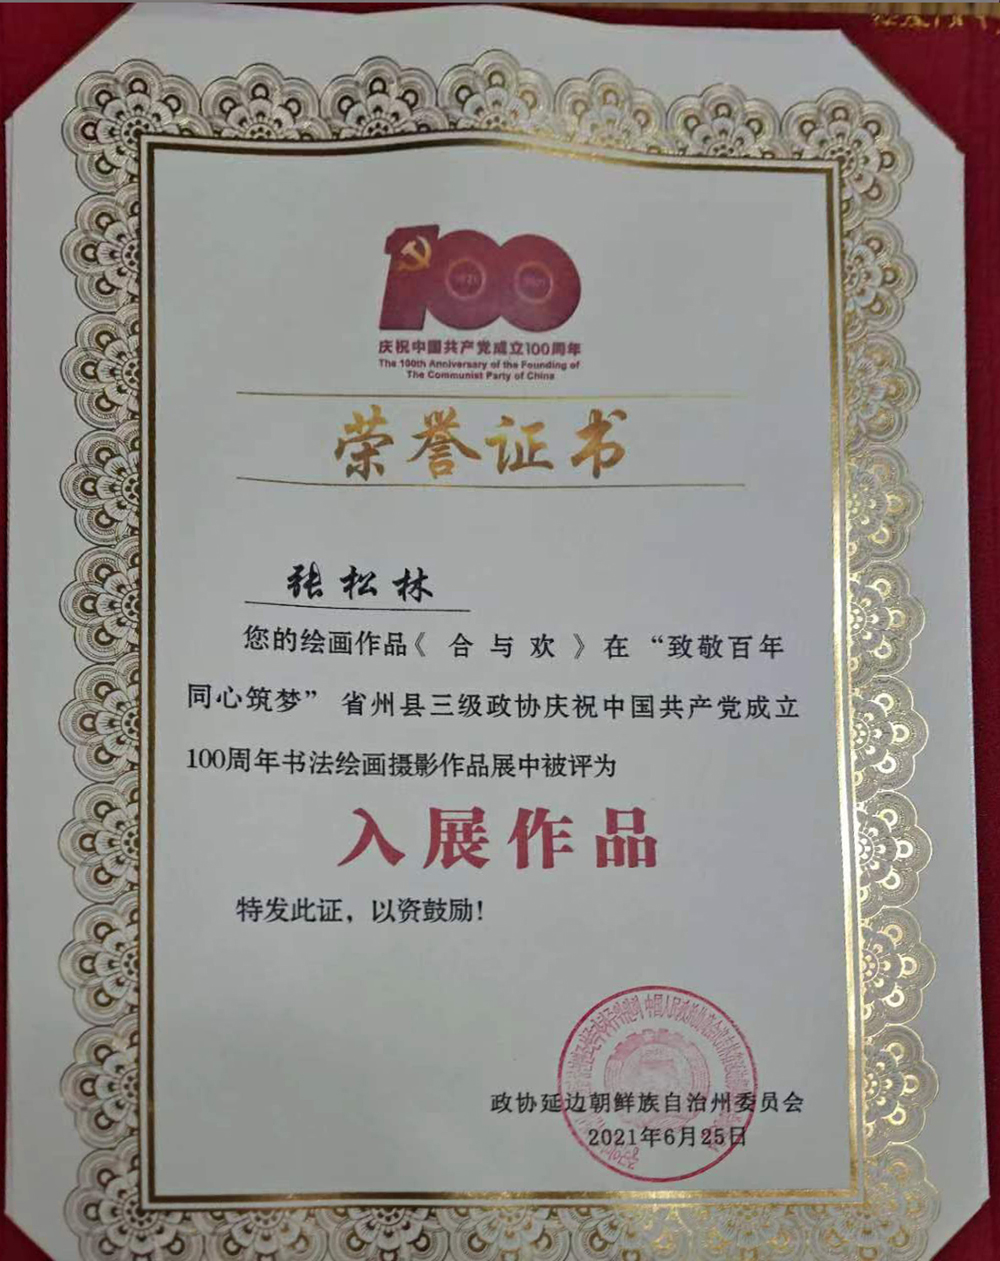 庆祝中国共产党成立100周年
The 100th Anniversary of the Founding of
The Communist Party of China
荣誉证书
张松林
您的绘画作品《 合与欢 》在“致敬百年
同心筑梦”省州县三级政协庆祝中国共产党成立
100周年书法绘画摄影作品展中被评为
入展作品
特发此证，以资鼓励！
政协延边朝鲜族自治州委员会
2021年6月25日